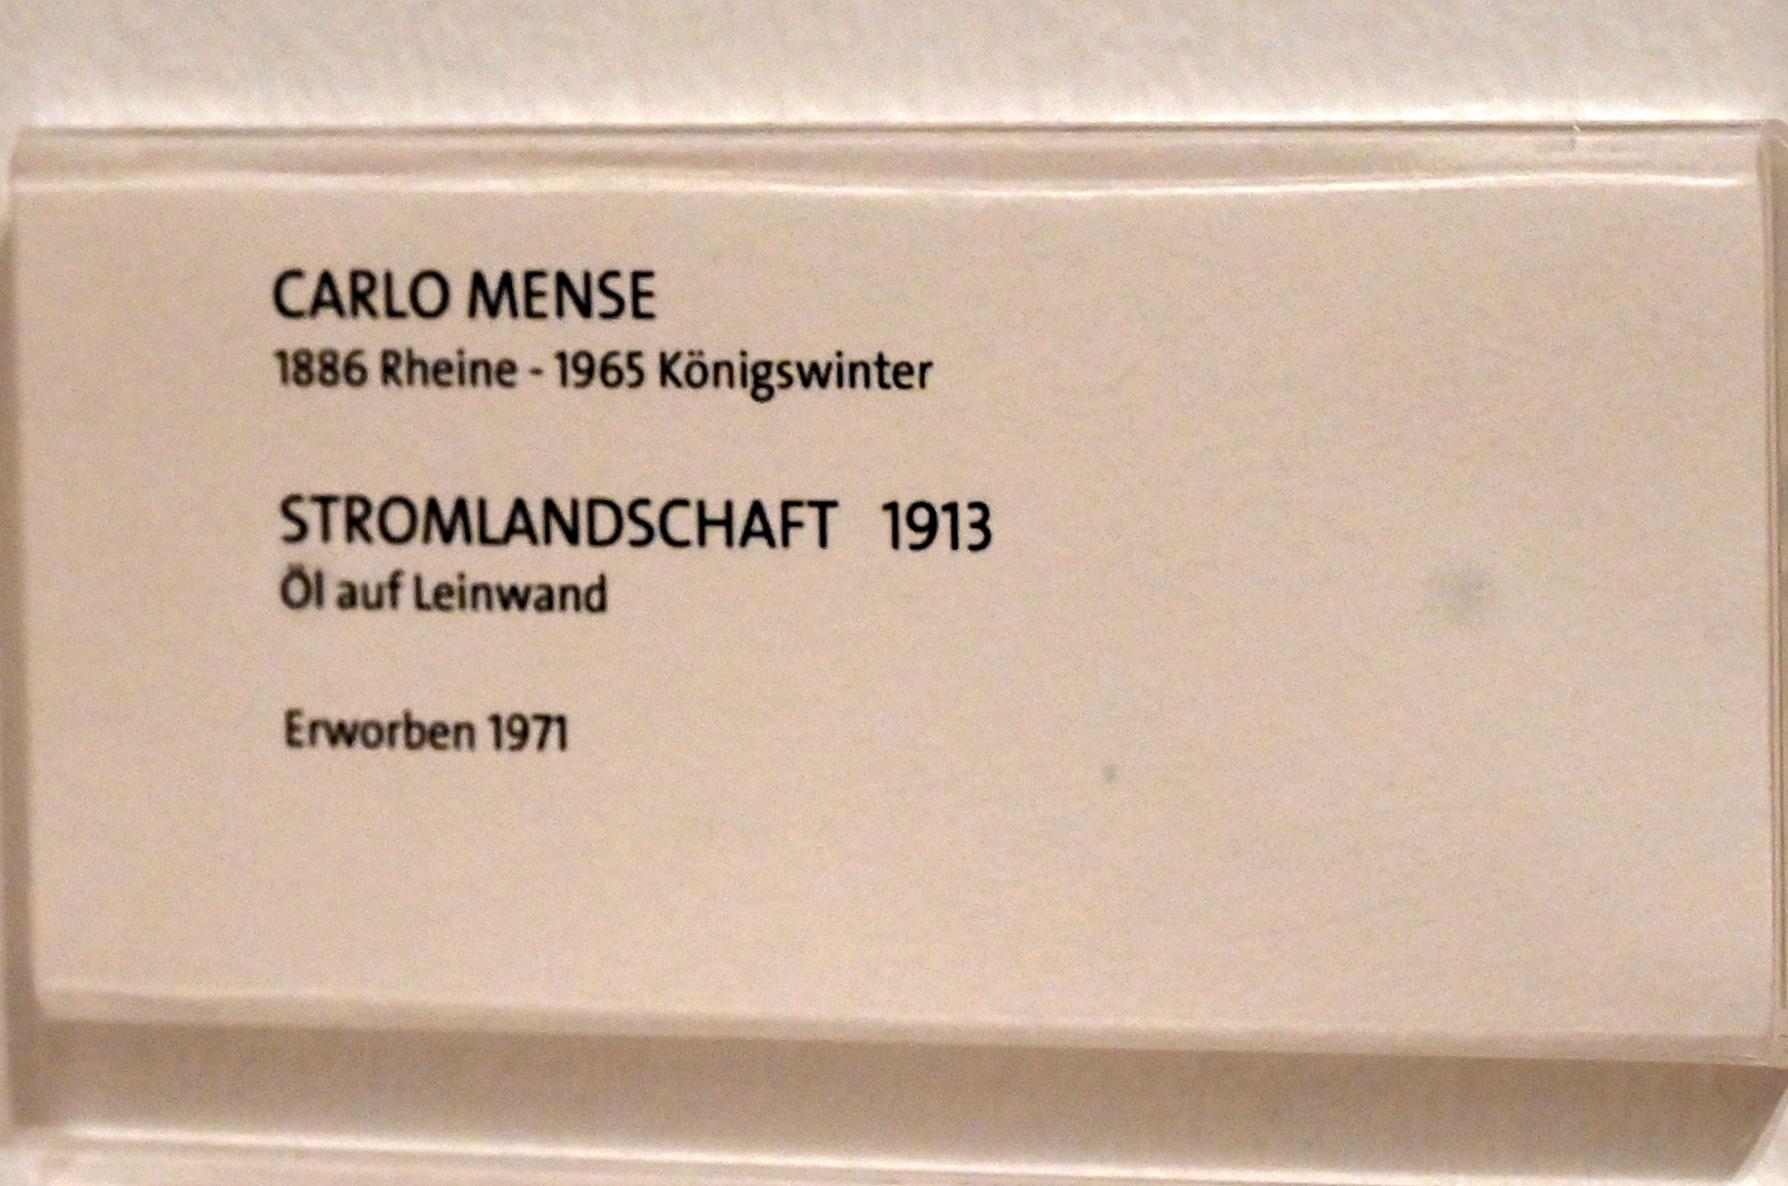 CARLO MENSE
1886 Rheine - 1965 Königswinter
STROMLANDSCHAFT 1913
Öl auf Leinwand
Erworben 1971